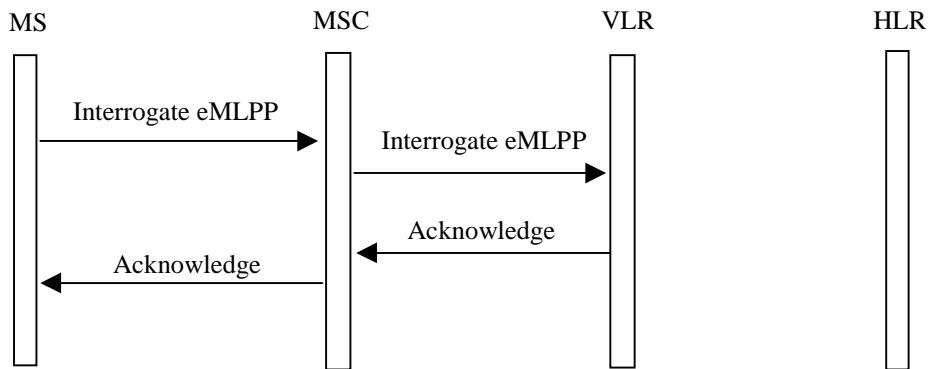 MS
MSC
VLR
HLR
Interrogate eMLPP
Interrogate eMLPP
Acknowledge
Acknowledge